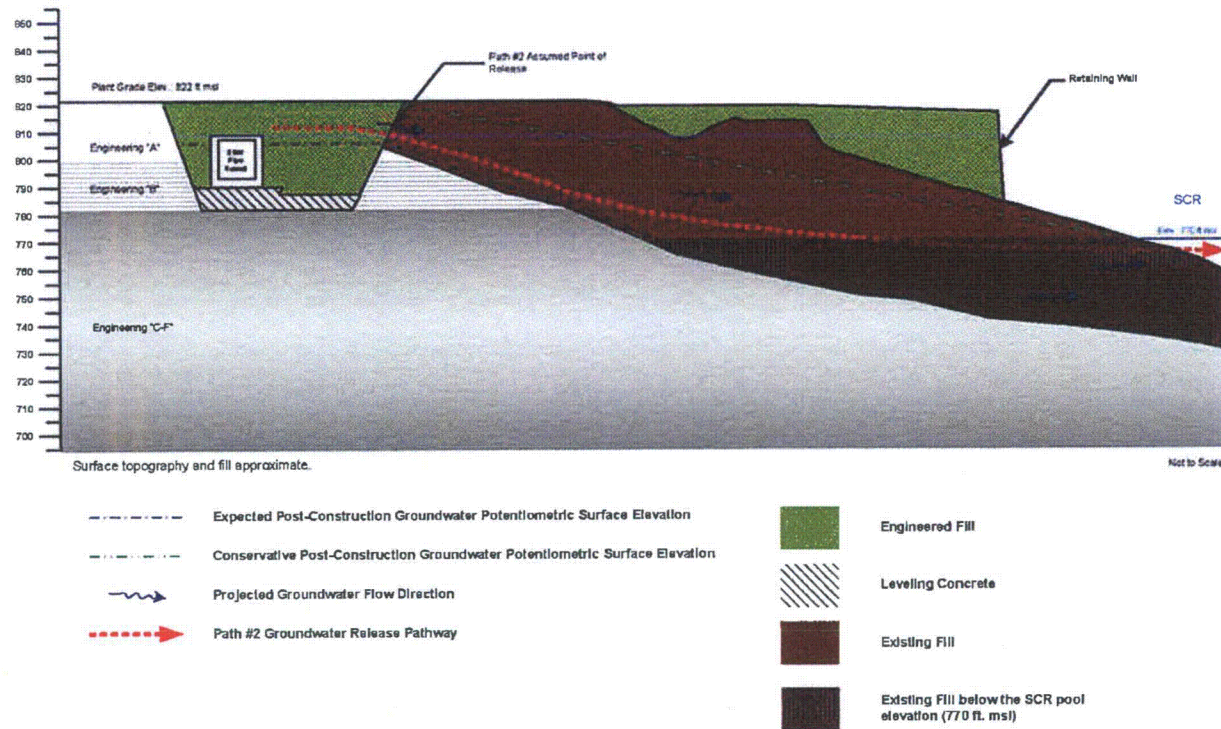 860
850
840
830
820
810
800
790
780
770
760
750
740
730
720
710
700
Path #2 Assumed Point of
Release
Retaining Wall
Plant Grade Elev.: 822 ft msl
Engineering "A"
Engineering "B"
Engineering "C-F"
SCR
Surface topography and fill approximate.
Not to Scale
Expected Post-Construction Groundwater Potentiometric Surface Elevation
Conservative Post-Construction Groundwater Potentiometric Surface Elevation
Projected Groundwater Flow Direction
Path #2 Groundwater Release Pathway
Engineered Fill
Leveling Concrete
Existing Fill
Existing Fill below the SCR pool
elevation (770 ft. msl)